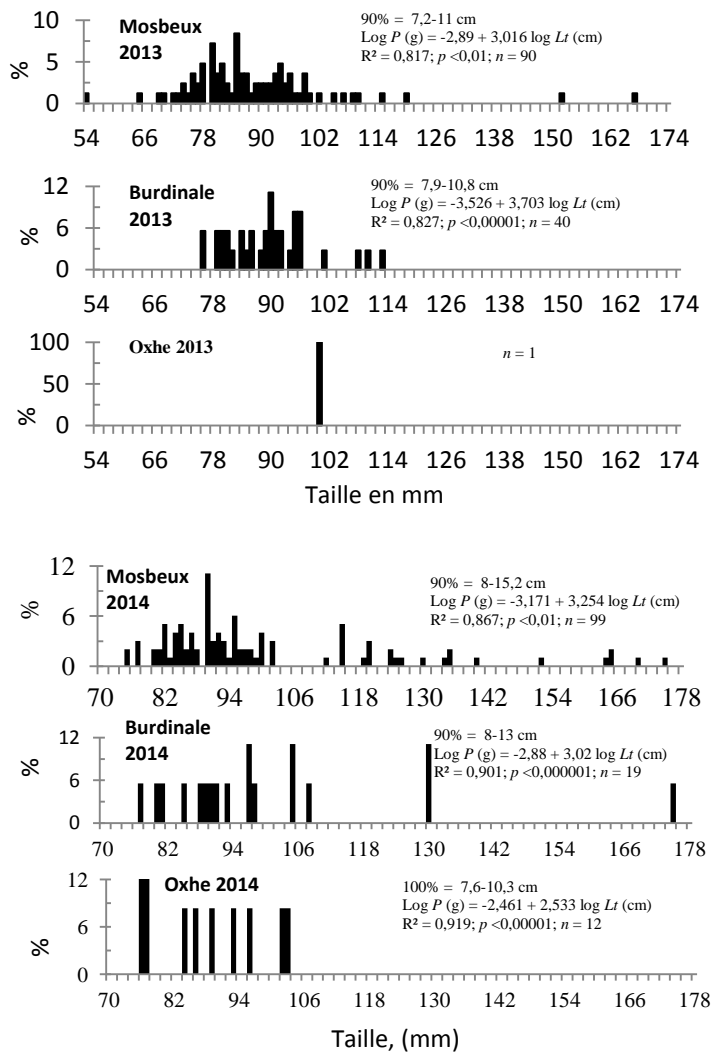 Mosbeux
2013
90% = 7,2-11 cm
Log P (g) = -2,89 + 3,016 log Lt (cm)
R² = 0,817; p <0,01; n = 90
%
10
5
0
54 66 78 90 102 114 126 138 150 162 174
Burdinale
2013
90% = 7,9-10,8 cm
Log P (g) = -3,526 + 3,703 log Lt (cm)
R² = 0,827; p <0,00001; n = 40
%
12
6
0
54 66 78 90 102 114 126 138 150 162 174
Oxhe 2013
n = 1
%
100
50
0
54 66 78 90 102 114 126 138 150 162 174
Taille en mm
Mosbeux
2014
90% = 8-15,2 cm
Log P (g) = -3,171 + 3,254 log Lt (cm)
R² = 0,867; p <0,01; n = 99
%
12
6
0
70 82 94 106 118 130 142 154 166 178
Burdinale
2014
90% = 8-13 cm
Log P (g) = -2,88 + 3,02 log Lt (cm)
R² = 0,901; p <0,000001; n = 19
%
12
6
0
70 82 94 106 118 130 142 154 166 178
Oxhe 2014
100% = 7,6-10,3 cm
Log P (g) = -2,461 + 2,533 log Lt (cm)
R² = 0,919; p <0,00001; n = 12
%
12
6
0
70 82 94 106 118 130 142 154 166 178
Taille, (mm)